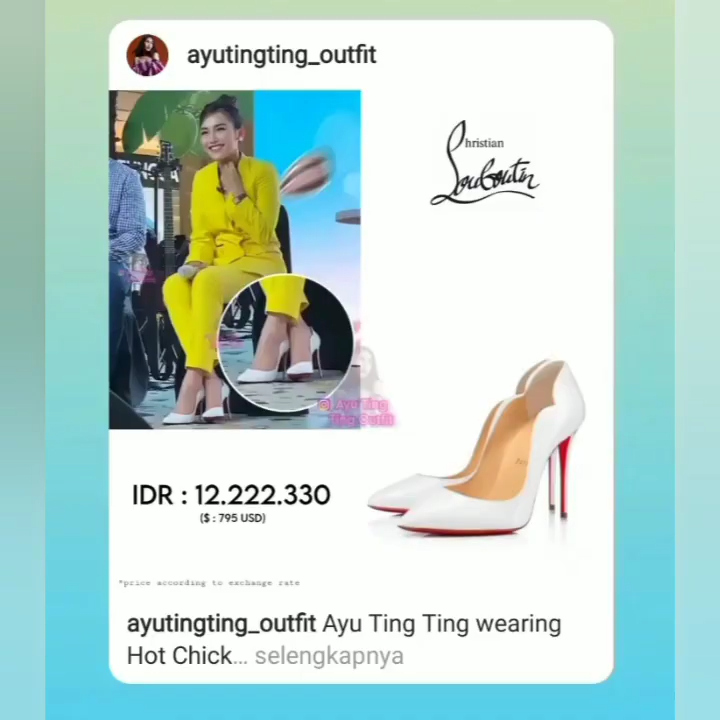 ayutingting_outfit
Christian
Louboutin
Ayu Ting
Ting Outfit
IDR : 12.222.330
($ : 795 USD)
*price according to exchange rate
ayutingting_outfit Ayu Ting Ting wearing
Hot Chick... selengkapnya